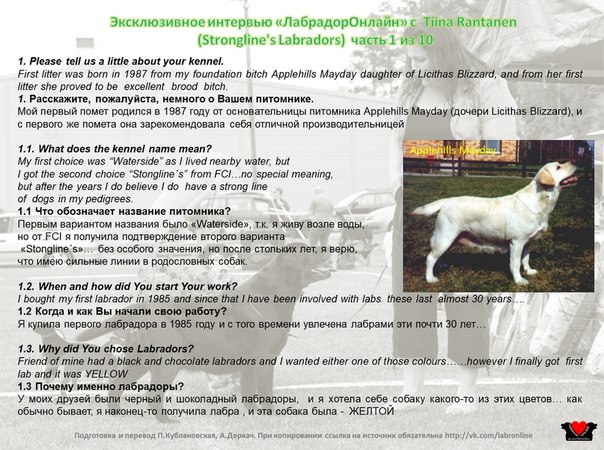 Эксклюзивное интервью «ЛабрадорОнлайн» с Tiina Rantanen
(Strongline's Labradors) часть 1 из 10
1. Please tell us a little about your kennel.
First litter was born in 1987 from my foundation bitch Applehills Mayday daughter of Licithas Blizzard, and from her first
litter she proved to be excellent brood bitch.
1. Расскажите, пожалуйста, немного о Вашем питомнике.
Мой первый помет родился в 1987 году от основательницы питомника Applehills Mayday (дочери Licithas Blizzard), и
с первого же помета она зарекомендовала себя отличной производительницей
1.1. What does the kennel name mean?
My first choice was “Waterside” as I lived nearby water, but
I got the second choice “Stongline´s” from FCI…no special meaning,
but after the years I do believe I do have a strong line
of dogs in my pedigrees.
1.1 Что обозначает название питомника?
Первым вариантом названия было «Waterside», т.к. я живу возле воды,
но от FCI я получила подтверждение второго варианта
«Stongline´s»… без особого значения, но после стольких лет, я верю,
что имею сильные линии в родословных собак.
Applehills Mayday
1.2. When and how did You start Your work?
I bought my first labrador in 1985 and since that I have been involved with labs these last almost 30 years….
1.2 Когда и как Вы начали свою работу?
Я купила первого лабрадора в 1985 году и с того времени увлечена лабрами эти почти 30 лет…
1.3. Why did You chose Labradors?
Friend of mine had a black and chocolate labradors and I wanted either one of those colours……however I finally got first
lab and it was YELLOW
1.3 Почему именно лабрадоры?
У моих друзей были черный и шоколадный лабрадоры, и я хотела себе собаку какого-то из этих цветов… как
обычно бывает, я наконец-то получила лабра , и эта собака была - ЖЕЛТОЙ
Подготовка и перевод П.Кублановская, А.Деркач. При копировании ссылка на источник обязательна http://vk.com/labronline